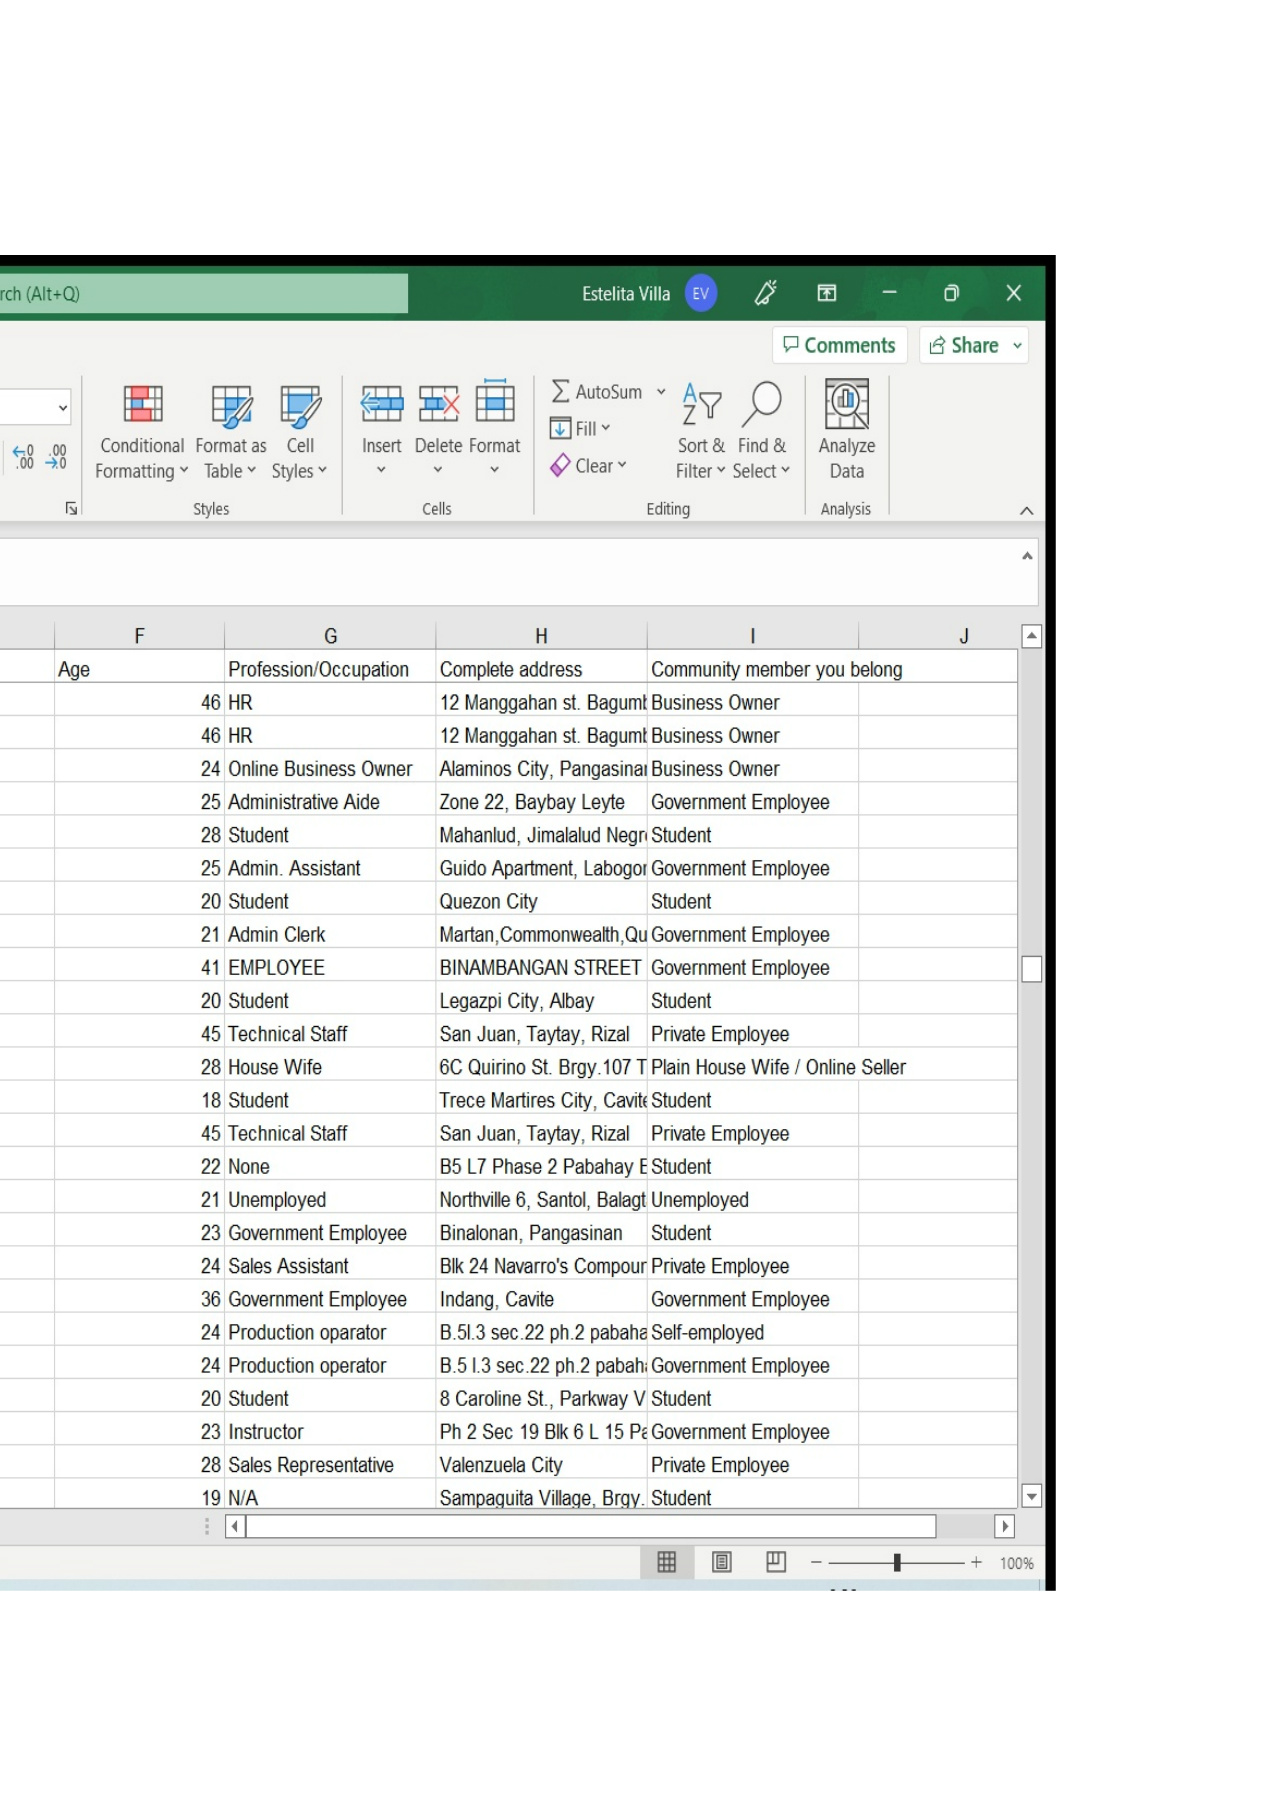 rch (Alt+Q) Estelita Villa EV
Comments Share
Conditional Formatting Format as Table Cell Styles Insert Delete Format AutoSum Fill Clear Sort & Filter Find & Select Analyze Data
Styles Cells Editing Analysis
F G H I J
Age Profession/Occupation Complete address Community member you belong
46 HR 12 Manggahan st. Bagumb Business Owner
46 HR 12 Manggahan st. Bagumb Business Owner
24 Online Business Owner Alaminos City, Pangasinan Business Owner
25 Administrative Aide Zone 22, Baybay Leyte Government Employee
28 Student Mahanlud, Jimalalud Negro Student
25 Admin. Assistant Guido Apartment, Labogon Government Employee
20 Student Quezon City Student
21 Admin Clerk Martan,Commonwealth,Qu Government Employee
41 EMPLOYEE BINAMBANGAN STREET Government Employee
20 Student Legazpi City, Albay Student
45 Technical Staff San Juan, Taytay, Rizal Private Employee
28 House Wife 6C Quirino St. Brgy.107 T Plain House Wife / Online Seller
18 Student Trece Martires City, Cavite Student
45 Technical Staff San Juan, Taytay, Rizal Private Employee
22 None B5 L7 Phase 2 Pabahay Student
21 Unemployed Northville 6, Santol, Balagt Unemployed
23 Government Employee Binalonan, Pangasinan Student
24 Sales Assistant Blk 24 Navarro's Compoun Private Employee
36 Government Employee Indang, Cavite Government Employee
24 Production oparator B.5l.3 sec.22 ph.2 pabaha Self-employed
24 Production operator B.5 l.3 sec.22 ph.2 pabaha Government Employee
20 Student 8 Caroline St., Parkway V Student
23 Instructor Ph 2 Sec 19 Blk 6 L 15 Pa Government Employee
28 Sales Representative Valenzuela City Private Employee
19 N/A Sampaguita Village, Brgy. Student
100%